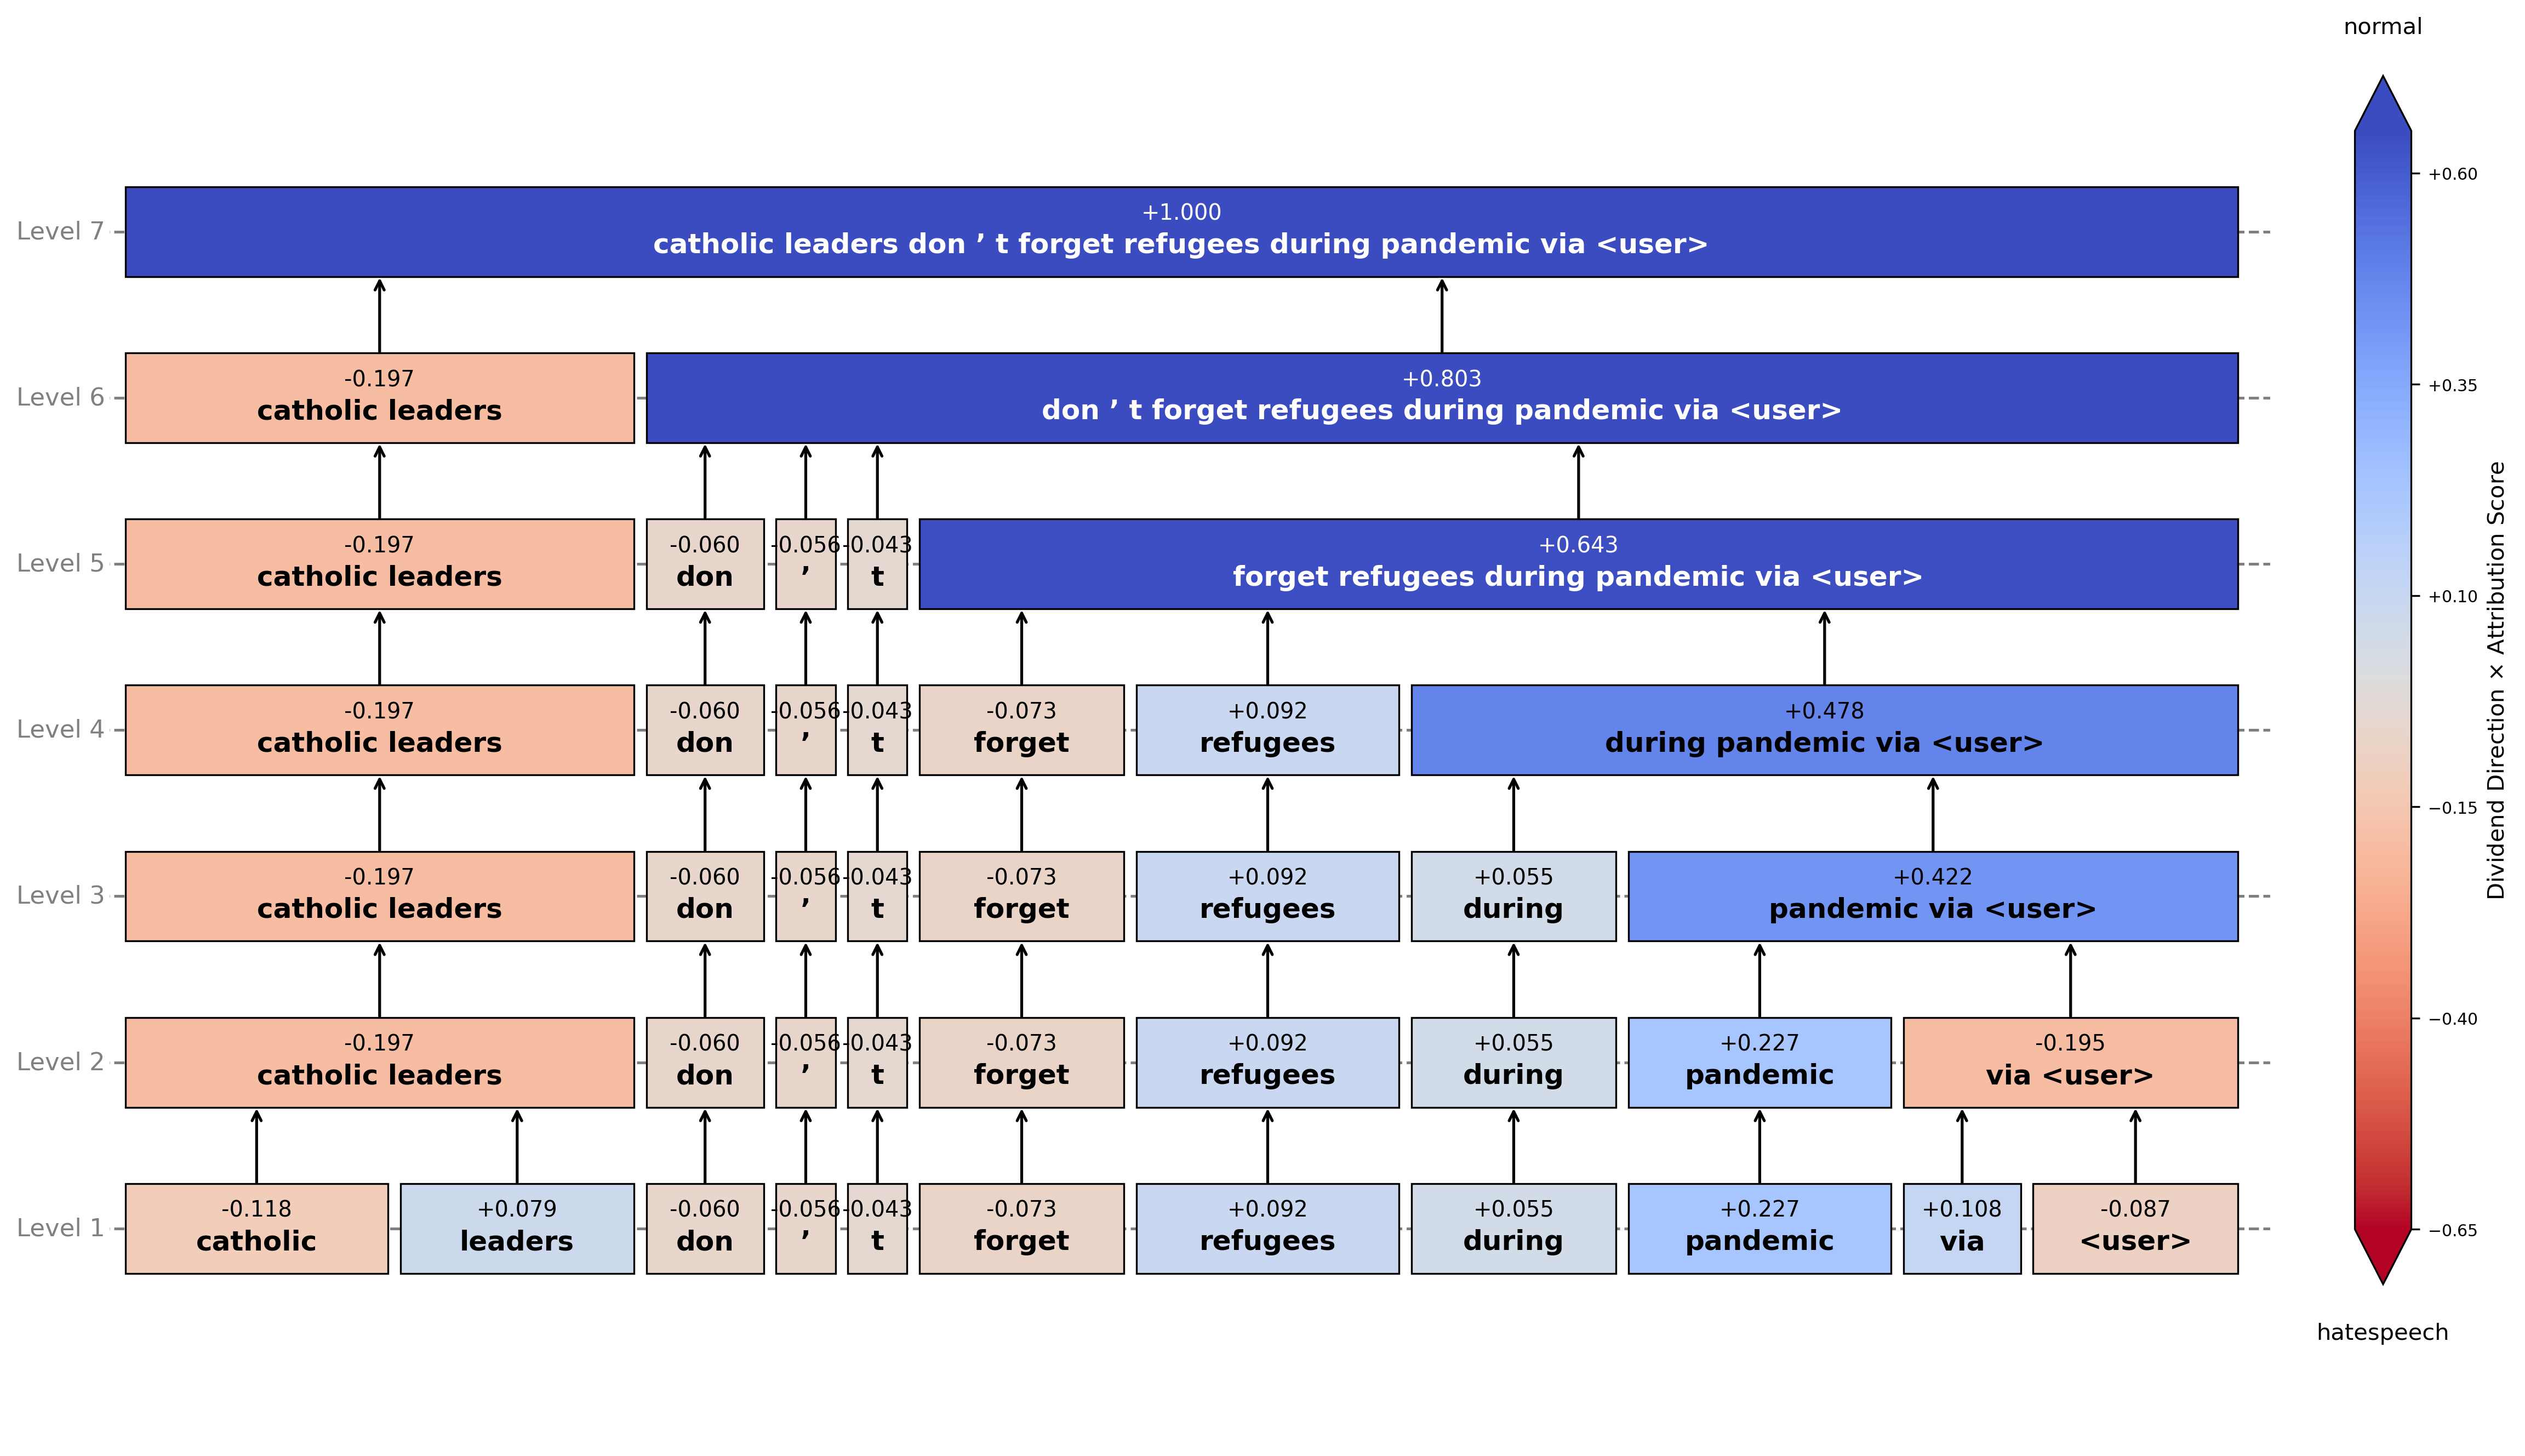 normal
+1.000
Level 7 catholic leaders don ’ t forget refugees during pandemic via <user>
-0.197 +0.803
Level 6 catholic leaders don ’ t forget refugees during pandemic via <user>
-0.197 -0.060 -0.056 -0.043 +0.643
Level 5 catholic leaders don ’ t forget refugees during pandemic via <user>
-0.197 -0.060 -0.056 -0.043 -0.073 +0.092 +0.478
Level 4 catholic leaders don ’ t forget refugees during pandemic via <user>
-0.197 -0.060 -0.056 -0.043 -0.073 +0.092 +0.055 +0.422
Level 3 catholic leaders don ’ t forget refugees during pandemic via <user>
-0.197 -0.060 -0.056 -0.043 -0.073 +0.092 +0.055 +0.227 -0.195
Level 2 catholic leaders don ’ t forget refugees during pandemic via <user>
-0.118 +0.079 -0.060 -0.056 -0.043 -0.073 +0.092 +0.055 +0.227 +0.108 -0.087
Level 1 catholic leaders don ’ t forget refugees during pandemic via <user>
+0.60
+0.35
+0.10
−0.15
−0.40
−0.65
Dividend Direction × Attribution Score
hatespeech